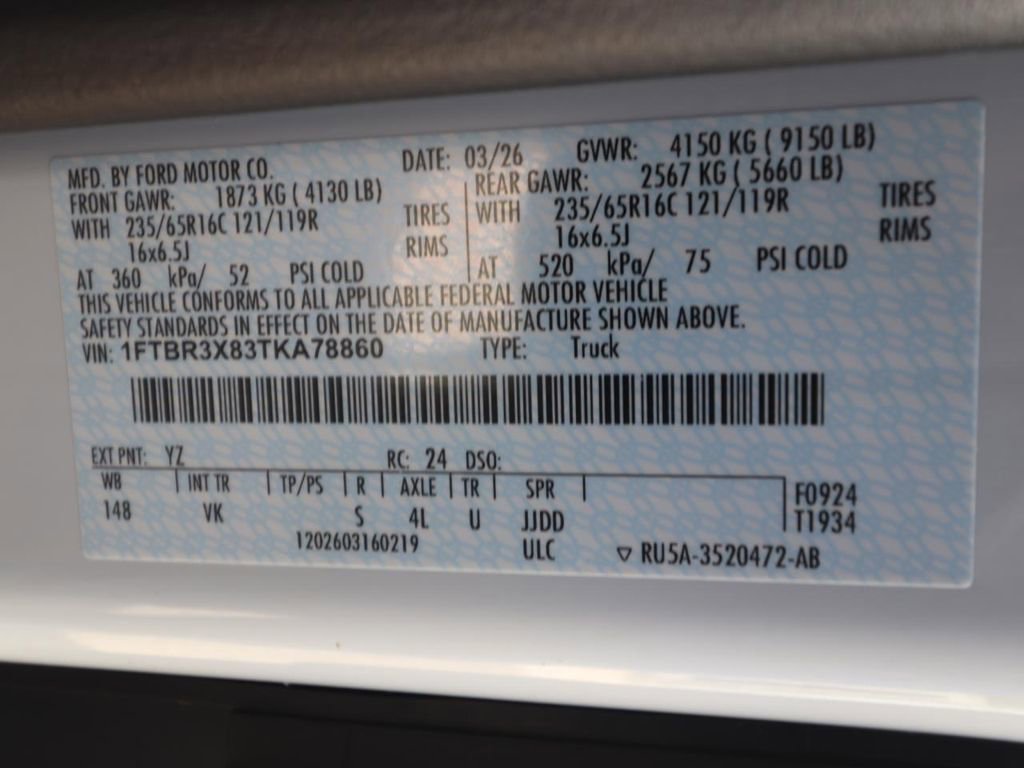 MFD. BY FORD MOTOR CO. DATE: 03/26 GVWR: 4150 KG ( 9150 LB)
FRONT GAWR: 1873 KG ( 4130 LB) REAR GAWR: 2567 KG ( 5660 LB)
WITH 235/65R16C 121/119R TIRES WITH 235/65R16C 121/119R TIRES
16x6.5J RIMS 16x6.5J RIMS
AT 360 kPa/ 52 PSI COLD AT 520 kPa/ 75 PSI COLD
THIS VEHICLE CONFORMS TO ALL APPLICABLE FEDERAL MOTOR VEHICLE
SAFETY STANDARDS IN EFFECT ON THE DATE OF MANUFACTURE SHOWN ABOVE.
VIN: 1FTBR3X83TKA78860 TYPE: Truck
EXT PNT: YZ RC: 24 DSO:
WB INT TR TP/PS R AXLE TR SPR F0924
148 VK S 4L U JJDD T1934
1202603160219 ULC ▽ RU5A-3520472-AB